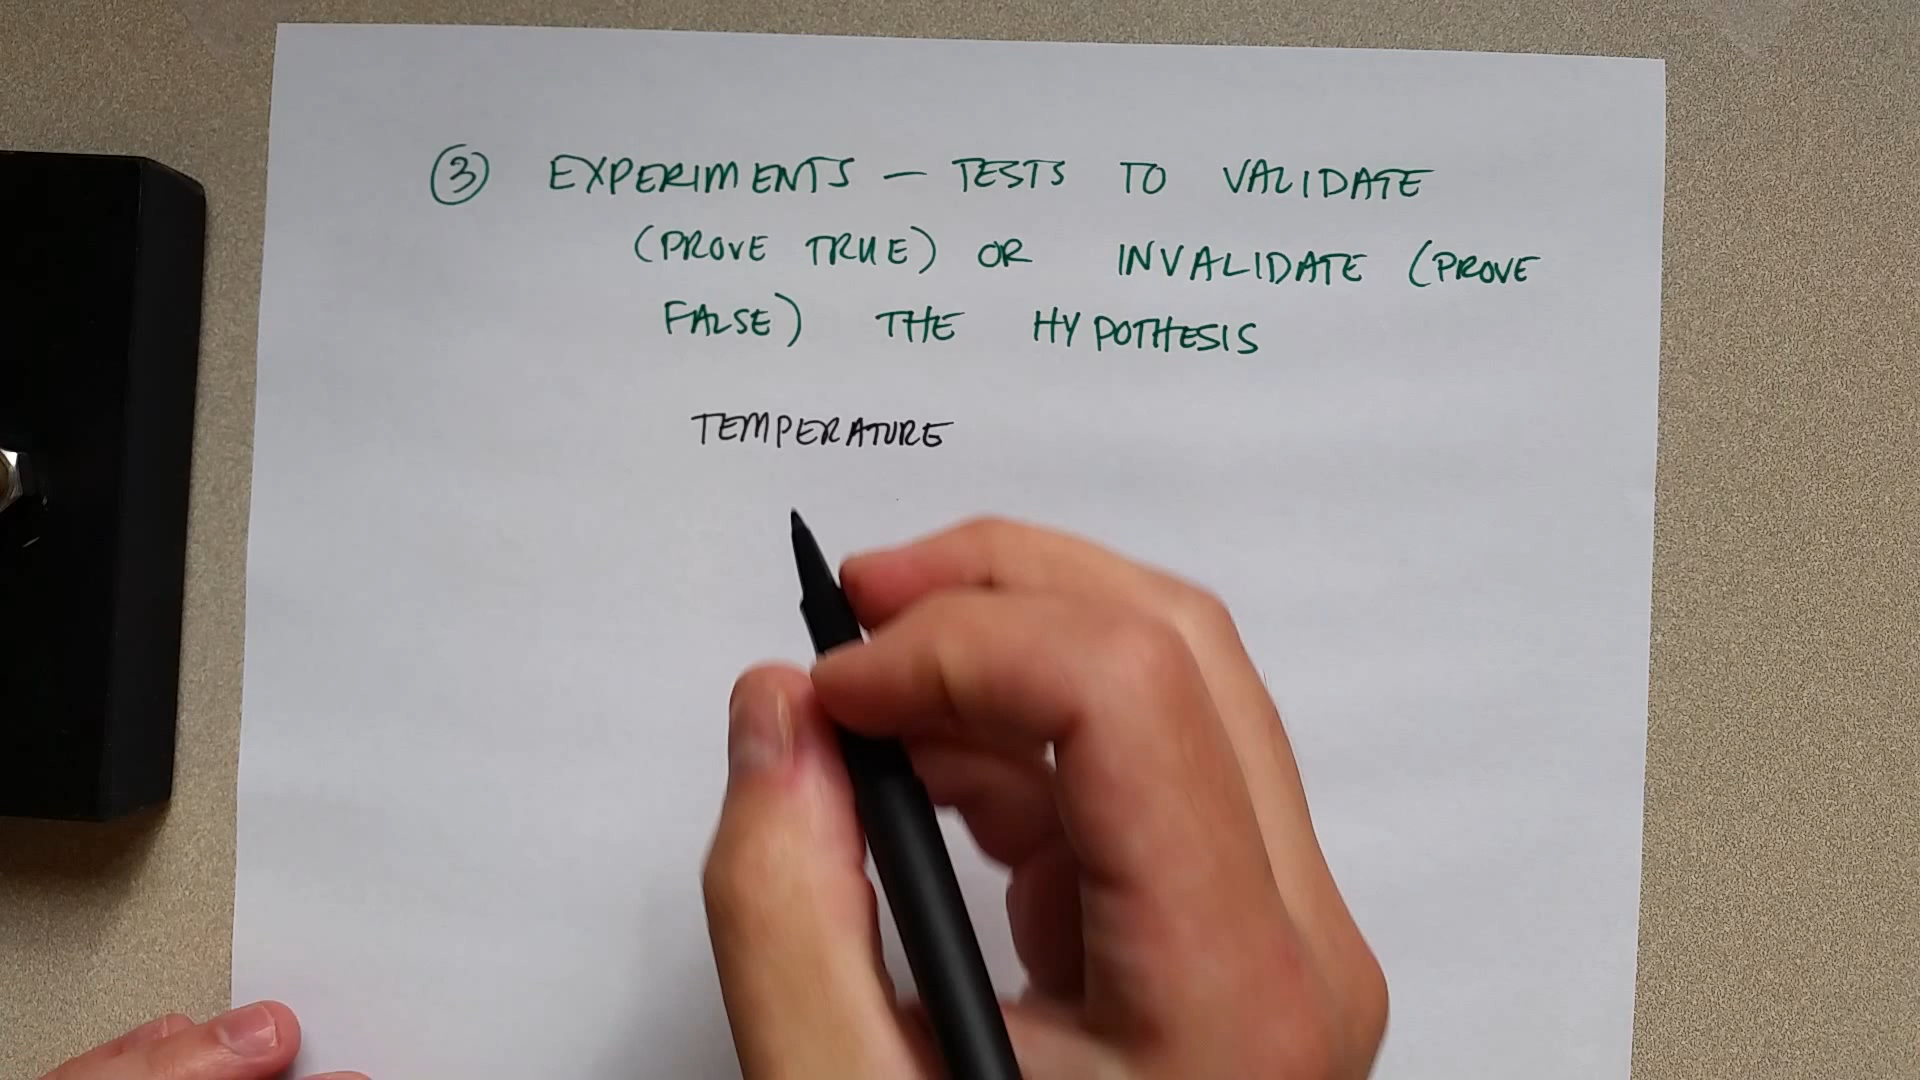 ③ EXPERIMENTS — TESTS TO VALIDATE
(PROVE TRUE) OR INVALIDATE (PROVE
FALSE) THE HYPOTHESIS
TEMPERATURE